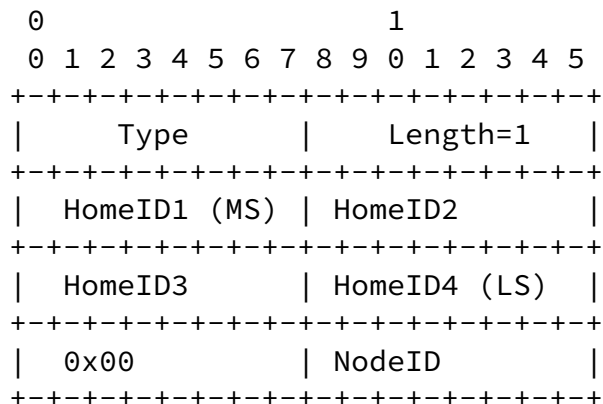 0                   1
0 1 2 3 4 5 6 7 8 9 0 1 2 3 4 5
+-+-+-+-+-+-+-+-+-+-+-+-+-+-+-+-+
|     Type      |    Length=1   |
+-+-+-+-+-+-+-+-+-+-+-+-+-+-+-+-+
|  HomeID1 (MS) | HomeID2       |
+-+-+-+-+-+-+-+-+-+-+-+-+-+-+-+-+
|  HomeID3      | HomeID4 (LS)  |
+-+-+-+-+-+-+-+-+-+-+-+-+-+-+-+-+
|  0x00         | NodeID        |
+-+-+-+-+-+-+-+-+-+-+-+-+-+-+-+-+